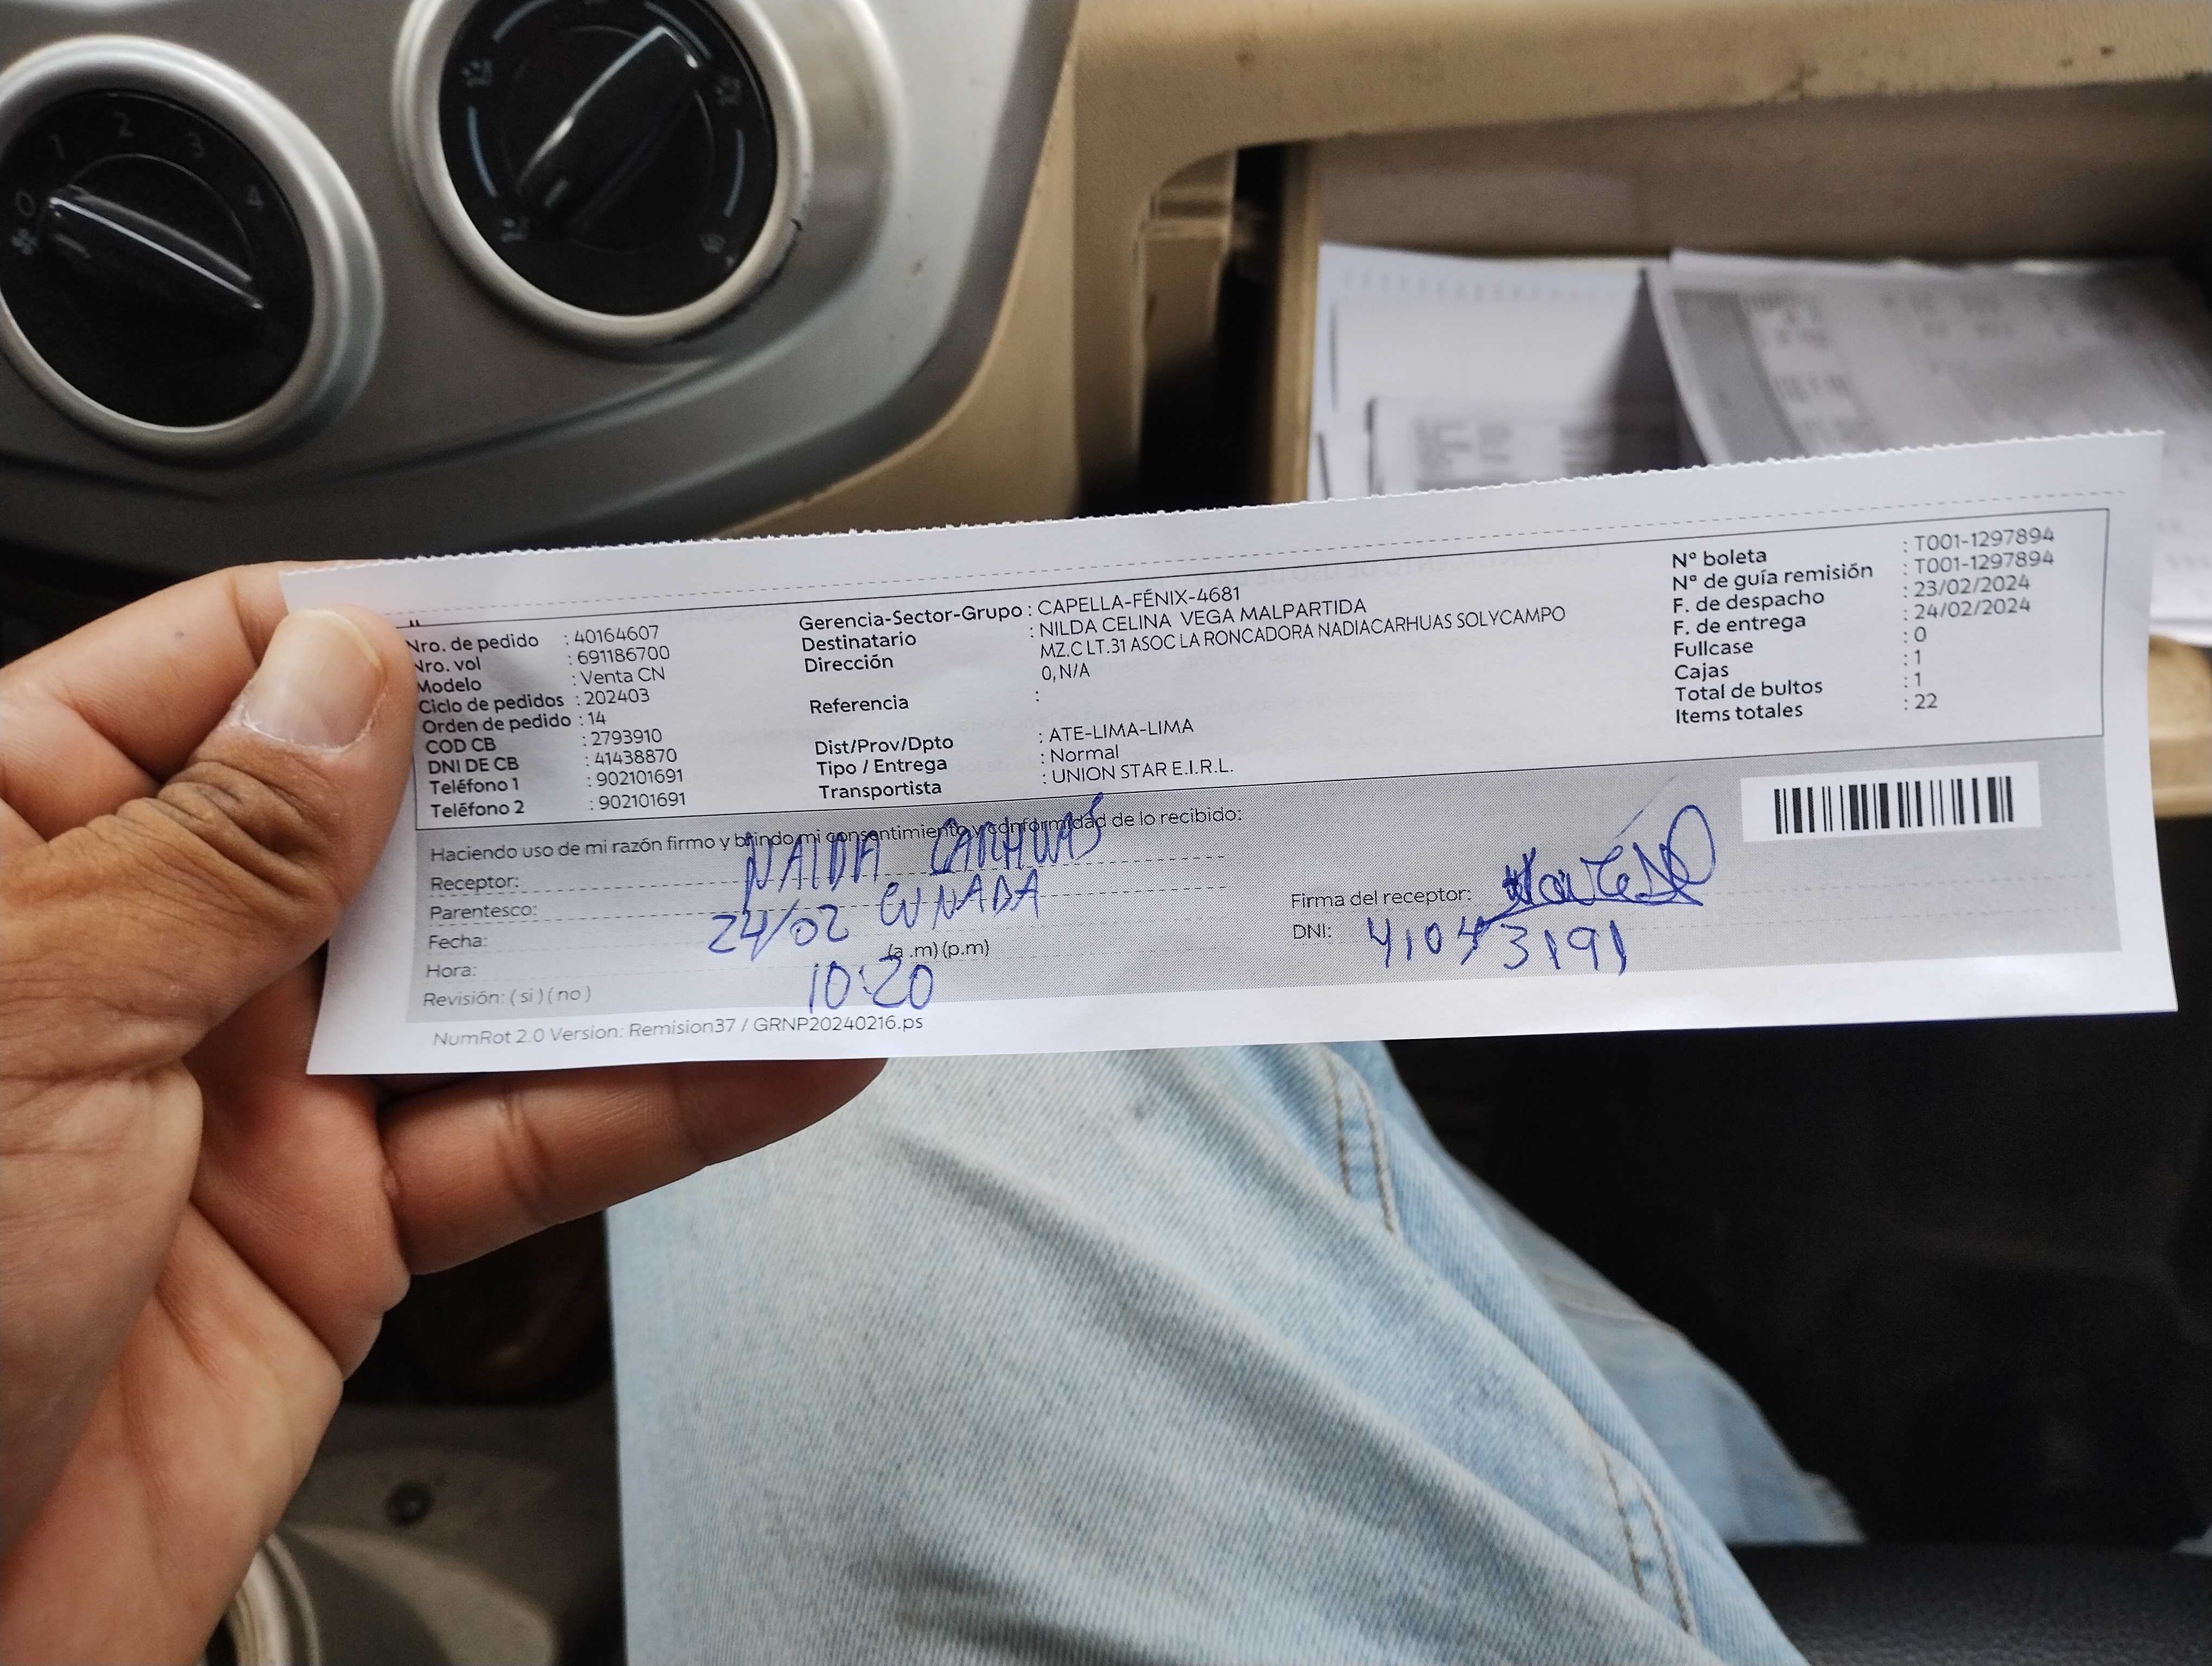 Nro. de pedido : 40164607
Nro. vol : 691186700
Modelo : Venta CN
Ciclo de pedidos : 202403
Orden de pedido : 14
COD CB : 2793910
DNI DE CB : 41438870
Teléfono 1 : 902101691
Teléfono 2 : 902101691
Gerencia-Sector-Grupo : CAPELLA-FÉNIX-4681
Destinatario : NILDA CELINA VEGA MALPARTIDA
Dirección MZ.C LT.31 ASOC LA RONCADORA NADIACARHUAS SOLYCAMPO
0, N/A
Referencia :
Dist/Prov/Dpto : ATE-LIMA-LIMA
Tipo / Entrega : Normal
Transportista : UNION STAR E.I.R.L.
N° boleta : T001-1297894
N° de guía remisión : T001-1297894
F. de despacho : 23/02/2024
F. de entrega : 24/02/2024
Fullcase : 0
Cajas : 1
Total de bultos : 1
Items totales : 22
Haciendo uso de mi razón firmo y brindo mi consentimiento y conformidad de lo recibido:
Receptor: NAIDA CARHUAS
Parentesco: CUNADA
Fecha: 24/02
Hora: 10:20 (a .m) (p.m)
Revisión: ( si ) ( no )
Firma del receptor:
DNI: 41043191
NumRot 2.0 Version: Remision37 / GRNP20240216.ps
0 1 2 3 4